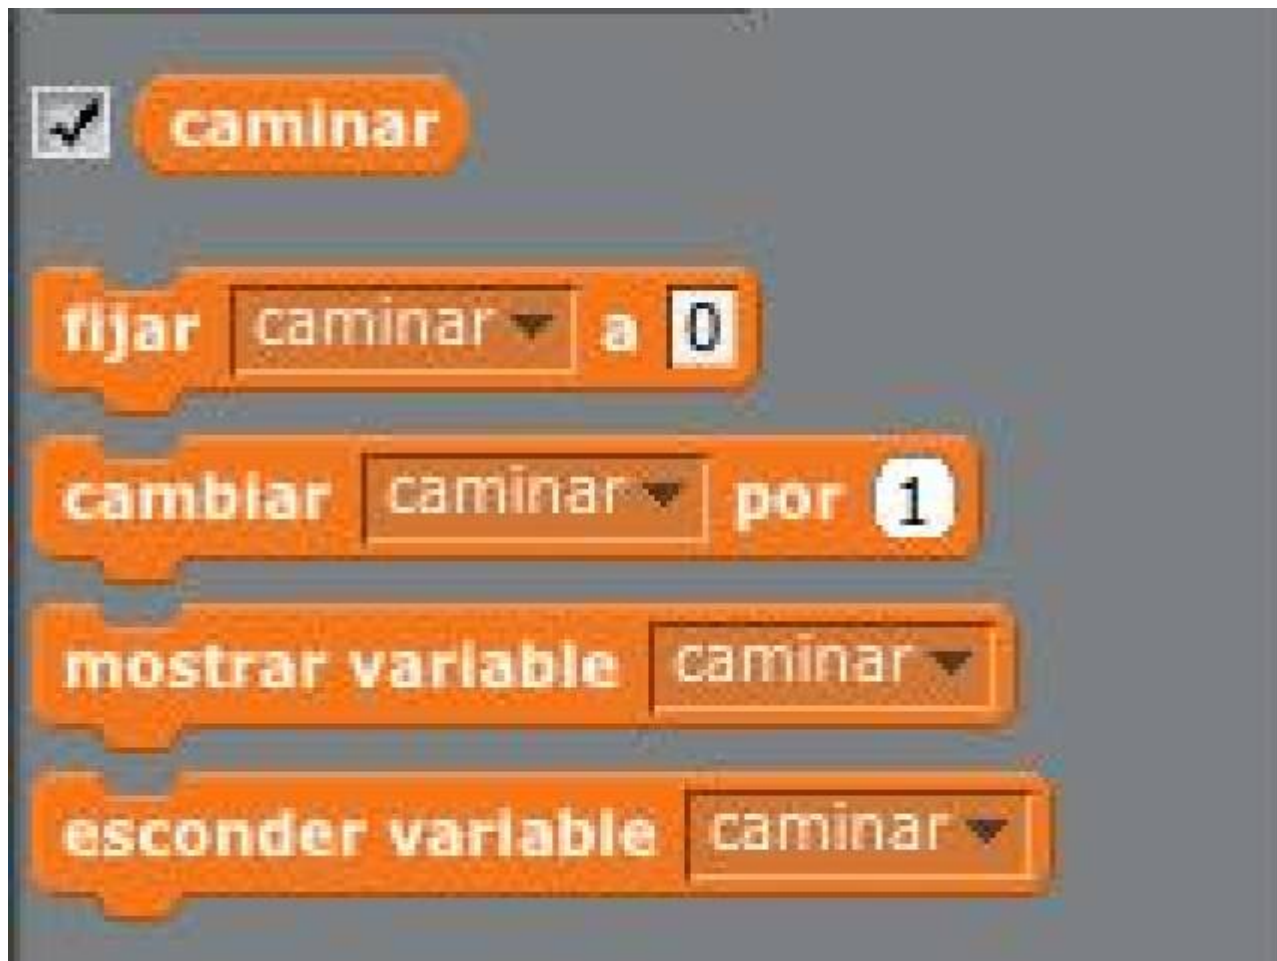 caminar
fijar caminar a 0
cambiar caminar por 1
mostrar variable caminar
esconder variable caminar